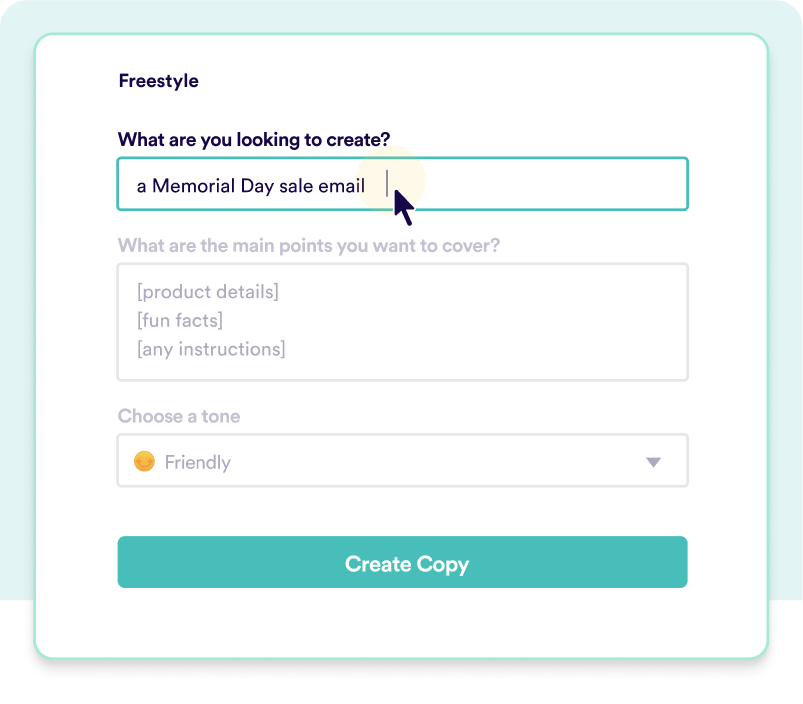 Freestyle
What are you looking to create?
a Memorial Day sale email
What are the main points you want to cover?
[product details]
[fun facts]
[any instructions]
Choose a tone
Friendly
Create Copy